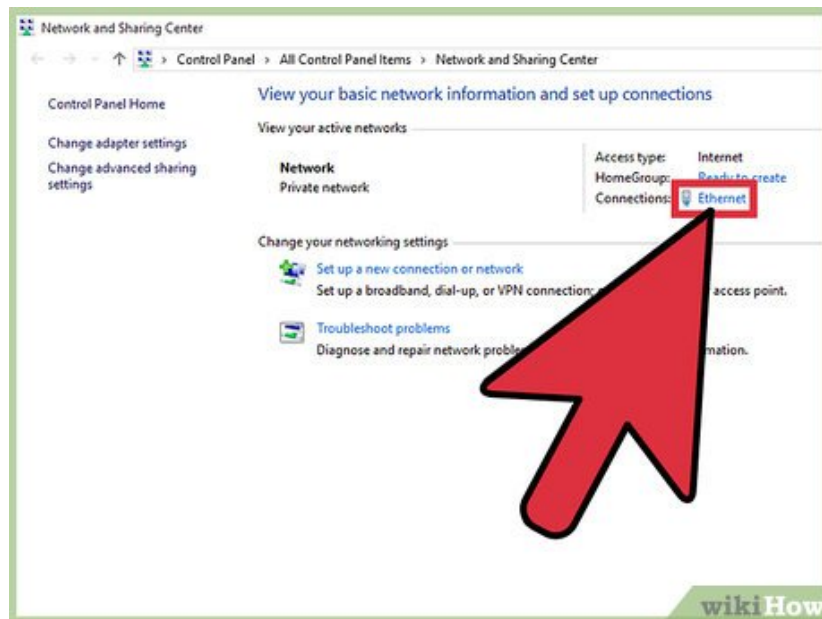 Network and Sharing Center
Control Panel > All Control Panel Items > Network and Sharing Center
Control Panel Home
Change adapter settings
Change advanced sharing
settings
View your basic network information and set up connections
View your active networks
Network
Private network
Access type: Internet
HomeGroup: Ready to create
Connections: Ethernet
Change your networking settings
Set up a new connection or network
Set up a broadband, dial-up, or VPN connection; access point.
Troubleshoot problems
Diagnose and repair network
wikiHow